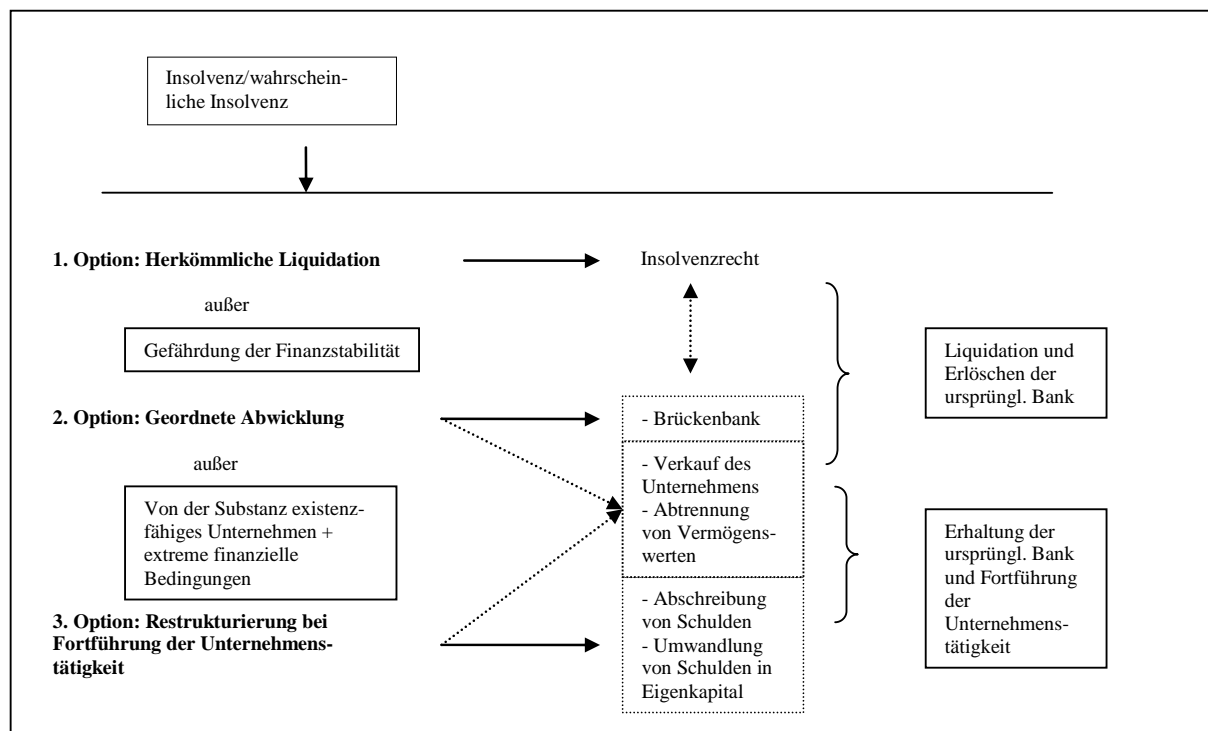 Insolvenz/wahrschein-
liche Insolvenz
1. Option: Herkömmliche Liquidation
Insolvenzrecht
außer
Gefährdung der Finanzstabilität
Liquidation und
Erlöschen der
ursprüngl. Bank
2. Option: Geordnete Abwicklung
- Brückenbank
außer
- Verkauf des
Unternehmens
- Abtrennung
von Vermögens-
werten
Von der Substanz existenz-
fähiges Unternehmen +
extreme finanzielle
Bedingungen
Erhaltung der
ursprüngl. Bank
und Fortführung
der
Unternehmens-
tätigkeit
3. Option: Restrukturierung bei
Fortführung der Unternehmens-
tätigkeit
- Abschreibung
von Schulden
- Umwandlung
von Schulden in
Eigenkapital